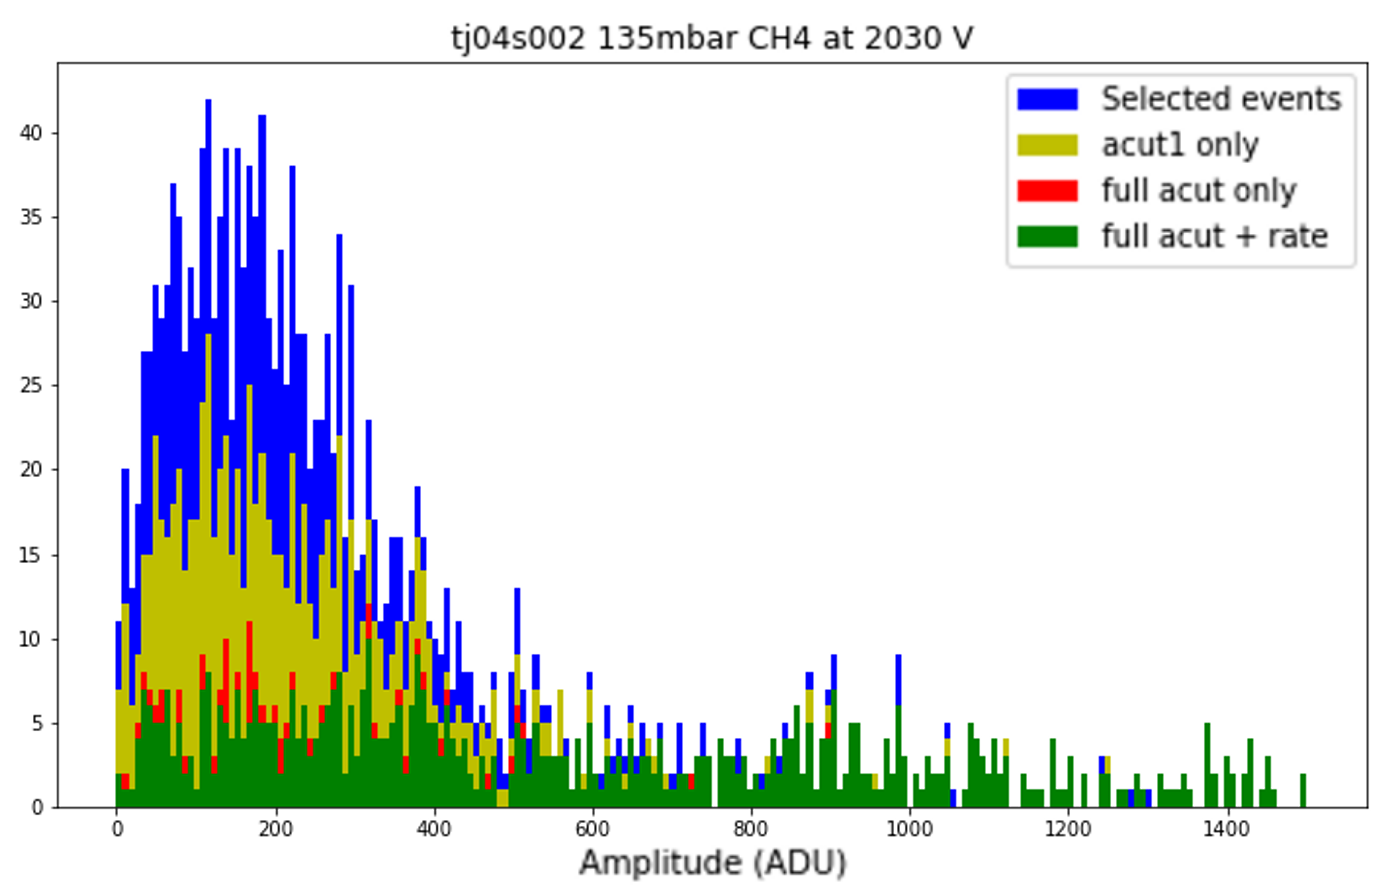 tj04s002 135mbar CH4 at 2030 V
Selected events
acut1 only
full acut only
full acut + rate
40
35
30
25
20
15
10
5
0
0 200 400 600 800 1000 1200 1400
Amplitude (ADU)